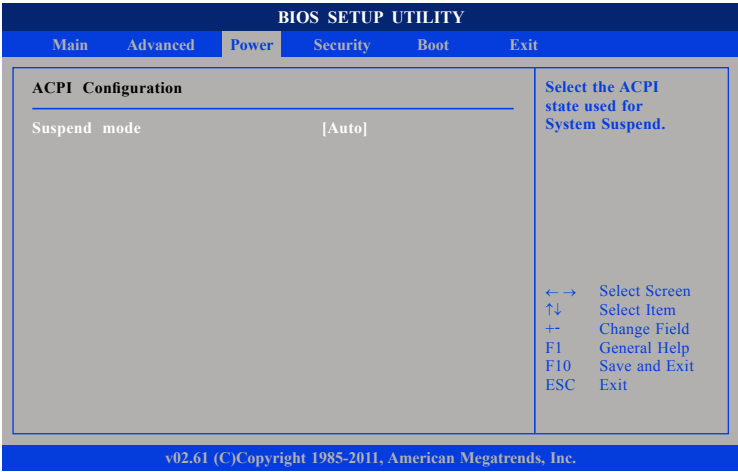 BIOS SETUP UTILITY
Main Advanced Power Security Boot Exit
ACPI Configuration
Suspend mode [Auto]
Select the ACPI
state used for
System Suspend.
←→ Select Screen
↑↓ Select Item
+- Change Field
F1 General Help
F10 Save and Exit
ESC Exit
v02.61 (C)Copyright 1985-2011, American Megatrends, Inc.